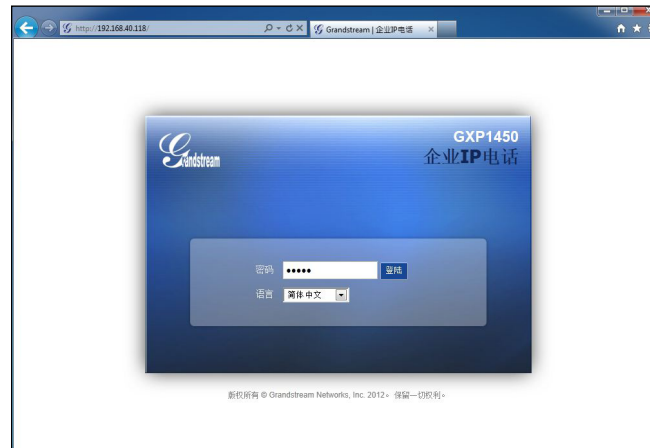 http://192.168.40.118/
Grandstream | 企业IP电话
Grandstream
GXP1450
企业IP电话
密码 ••••• 登陆
语言 简体中文
版权所有 © Grandstream Networks, Inc. 2012。 保留一切权利。